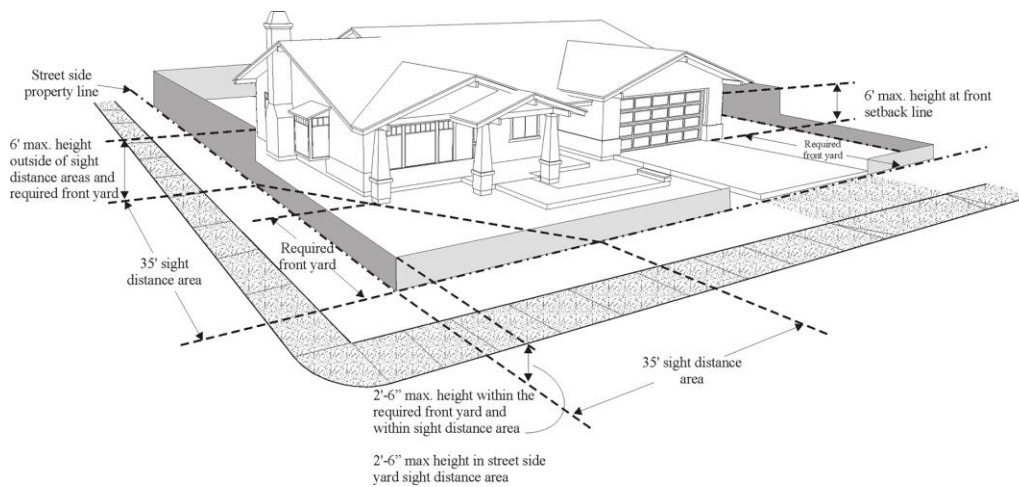 Street side
property line
6' max. height
outside of sight
distance areas and
required front yard
35' sight
distance area
Required
front yard
6' max. height at front
setback line
Required
front yard
35' sight distance
area
2'-6” max. height within the
required front yard and
within sight distance area
2'-6” max height in street side
yard sight distance area